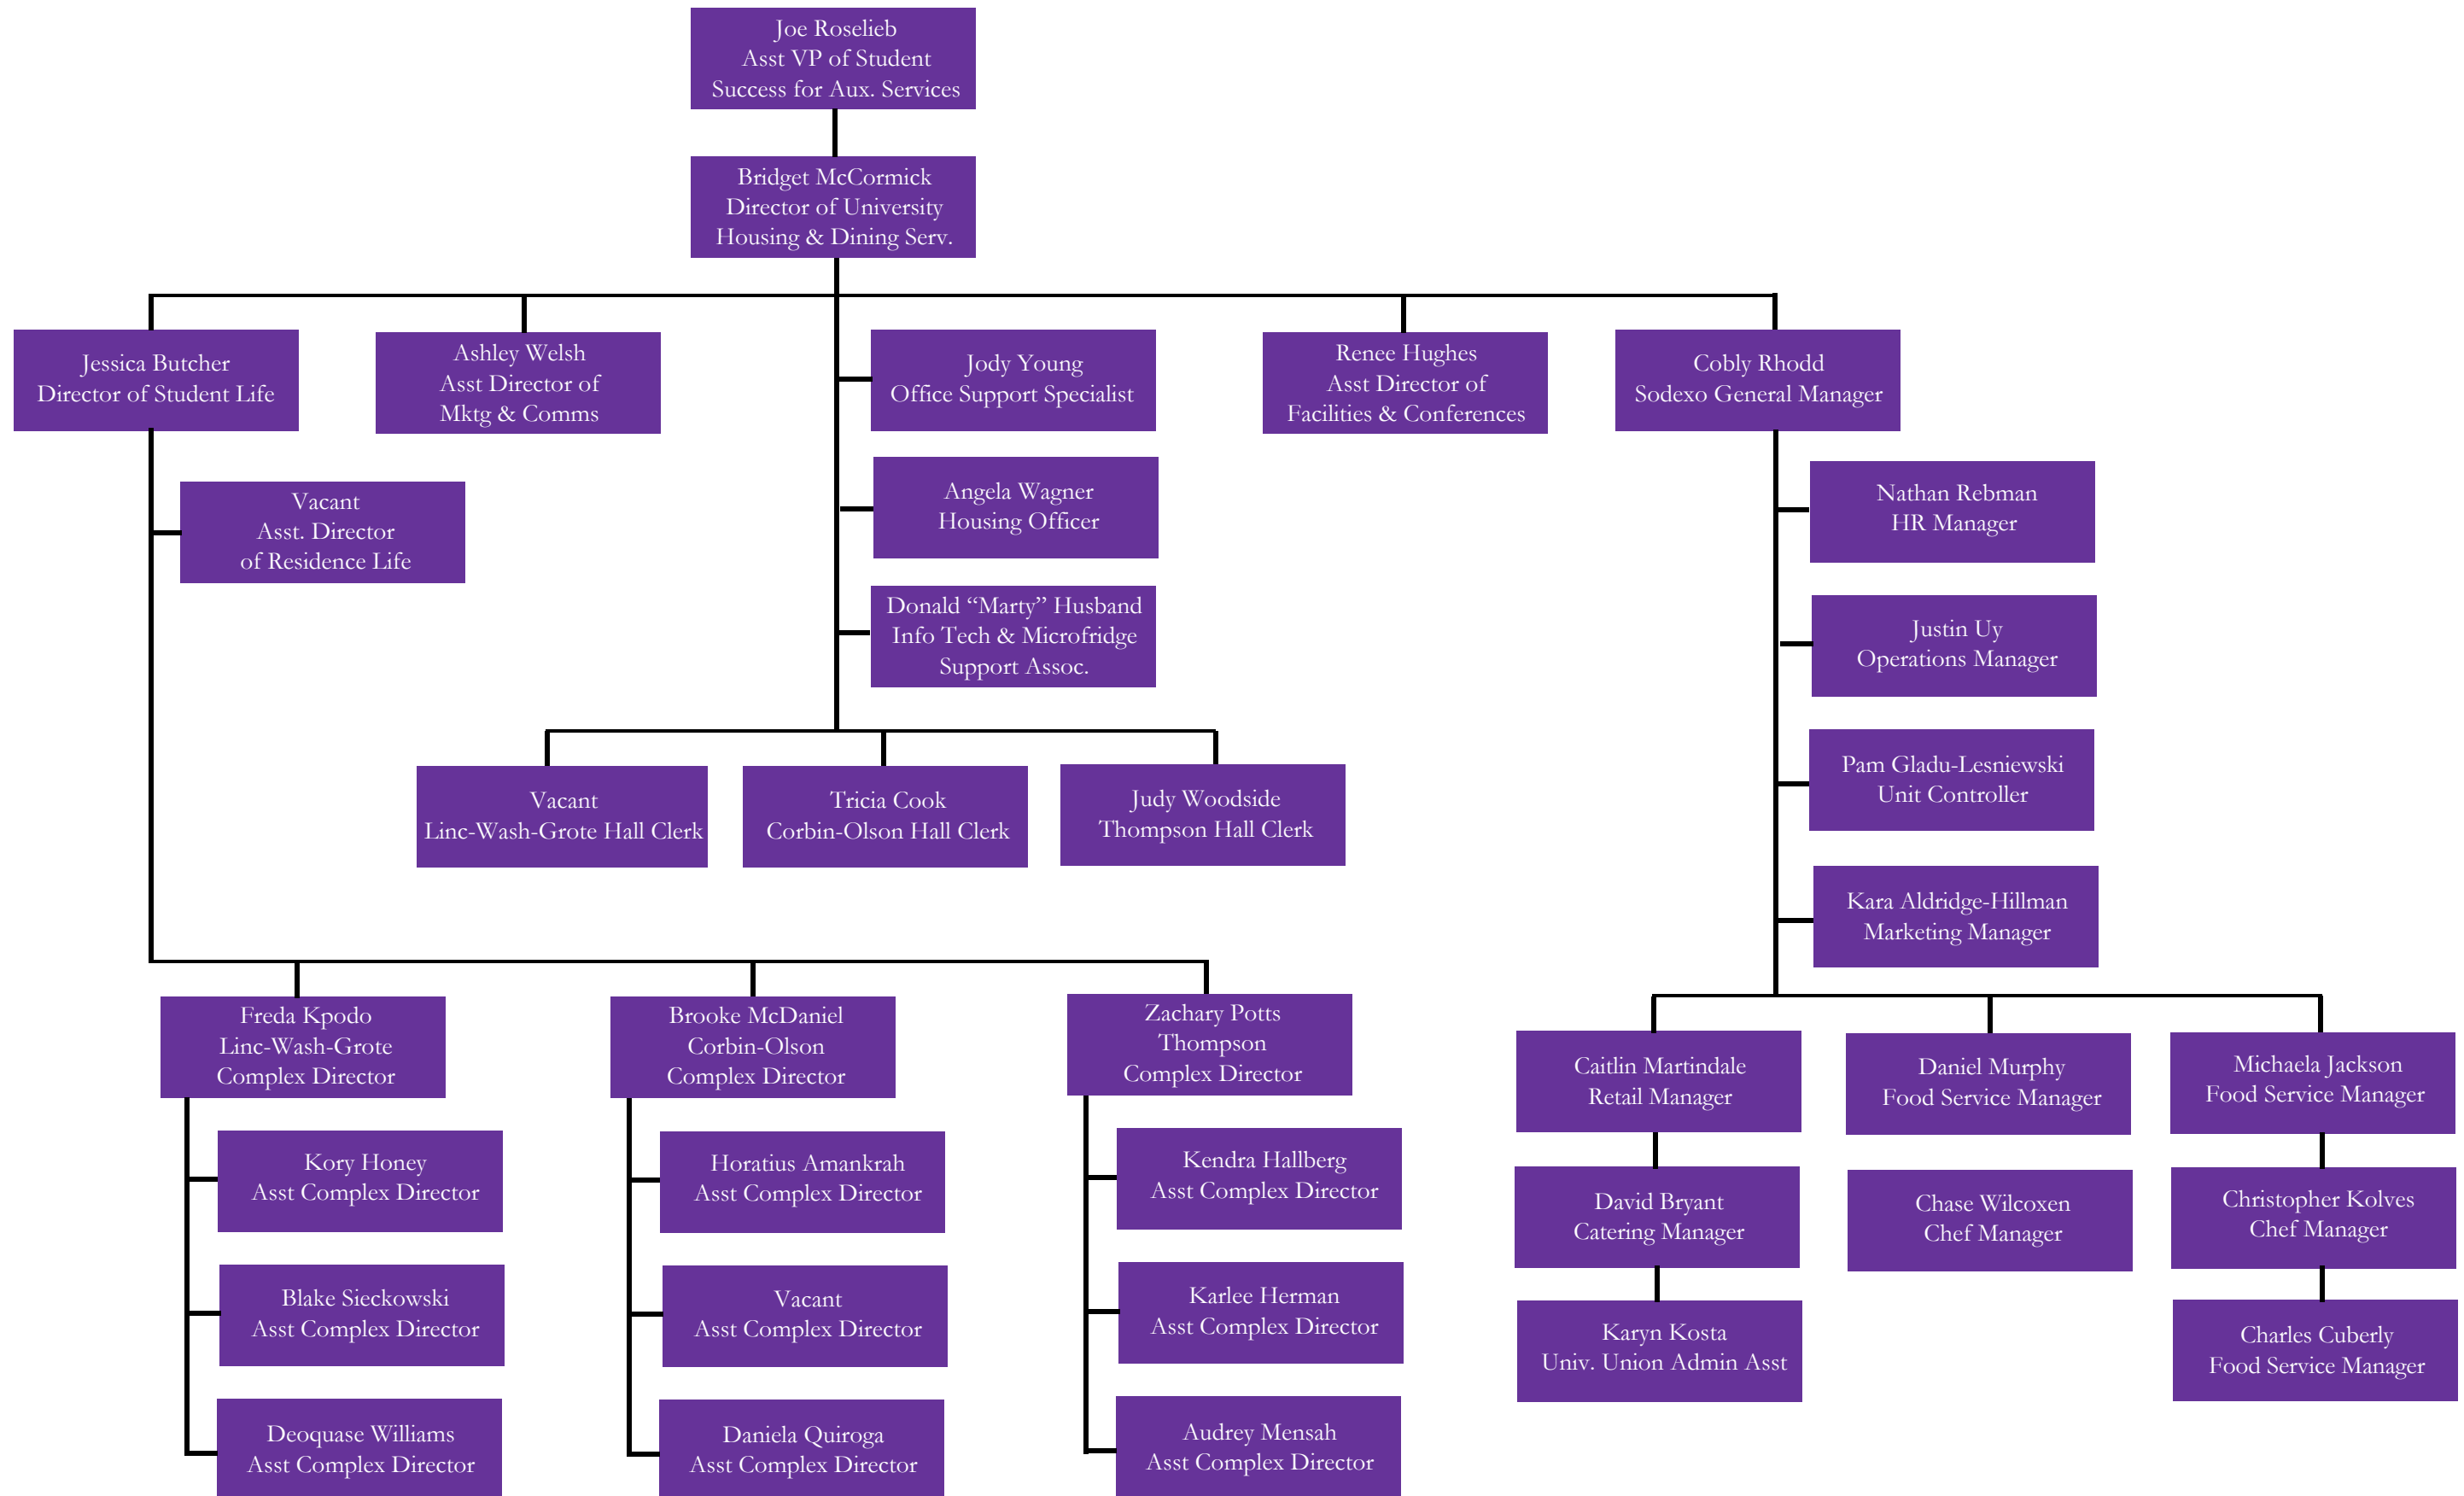 Joe Roselieb
Asst VP of Student
Success for Aux. Services
Bridget McCormick
Director of University
Housing & Dining Serv.
Jessica Butcher
Director of Student Life
Ashley Welsh
Asst Director of
Mktg & Comms
Jody Young
Office Support Specialist
Renee Hughes
Asst Director of
Facilities & Conferences
Cobly Rhodd
Sodexo General Manager
Vacant
Asst. Director
of Residence Life
Angela Wagner
Housing Officer
Donald “Marty” Husband
Info Tech & Microfridge
Support Assoc.
Nathan Rebman
HR Manager
Justin Uy
Operations Manager
Pam Gladu-Lesniewski
Unit Controller
Kara Aldridge-Hillman
Marketing Manager
Vacant
Linc-Wash-Grote Hall Clerk
Tricia Cook
Corbin-Olson Hall Clerk
Judy Woodside
Thompson Hall Clerk
Freda Kpodo
Linc-Wash-Grote
Complex Director
Brooke McDaniel
Corbin-Olson
Complex Director
Zachary Potts
Thompson
Complex Director
Kory Honey
Asst Complex Director
Blake Sieckowski
Asst Complex Director
Deoquase Williams
Asst Complex Director
Horatius Amankrah
Asst Complex Director
Vacant
Asst Complex Director
Daniela Quiroga
Asst Complex Director
Kendra Hallberg
Asst Complex Director
Karlee Herman
Asst Complex Director
Audrey Mensah
Asst Complex Director
Caitlin Martindale
Retail Manager
David Bryant
Catering Manager
Karyn Kosta
Univ. Union Admin Asst
Daniel Murphy
Food Service Manager
Chase Wilcoxen
Chef Manager
Michaela Jackson
Food Service Manager
Christopher Kolves
Chef Manager
Charles Cuberly
Food Service Manager